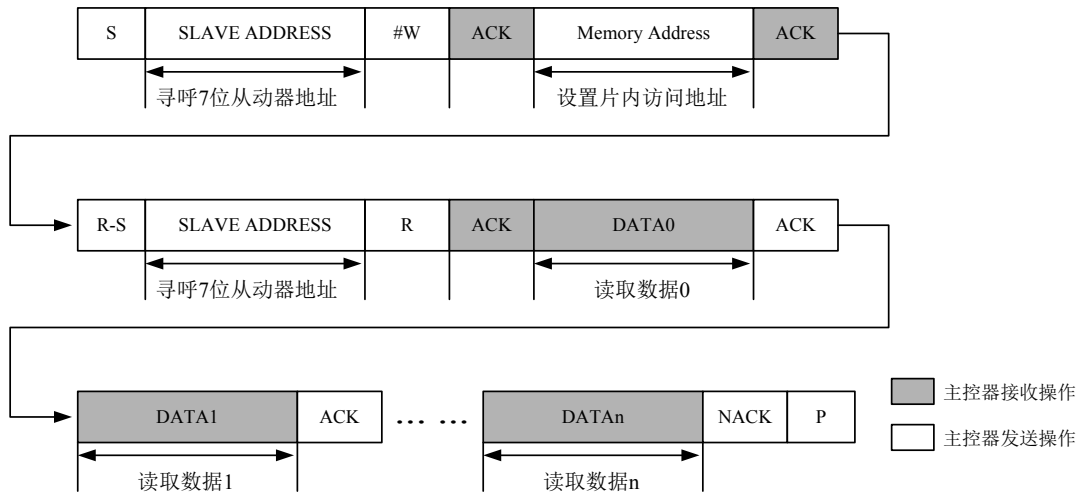 S SLAVE ADDRESS #W ACK Memory Address ACK
寻呼7位从动器地址 设置片内访问地址
R-S SLAVE ADDRESS R ACK DATA0 ACK
寻呼7位从动器地址 读取数据0
DATA1 ACK … … DATAn NACK P
读取数据1 读取数据n
主控器接收操作
主控器发送操作